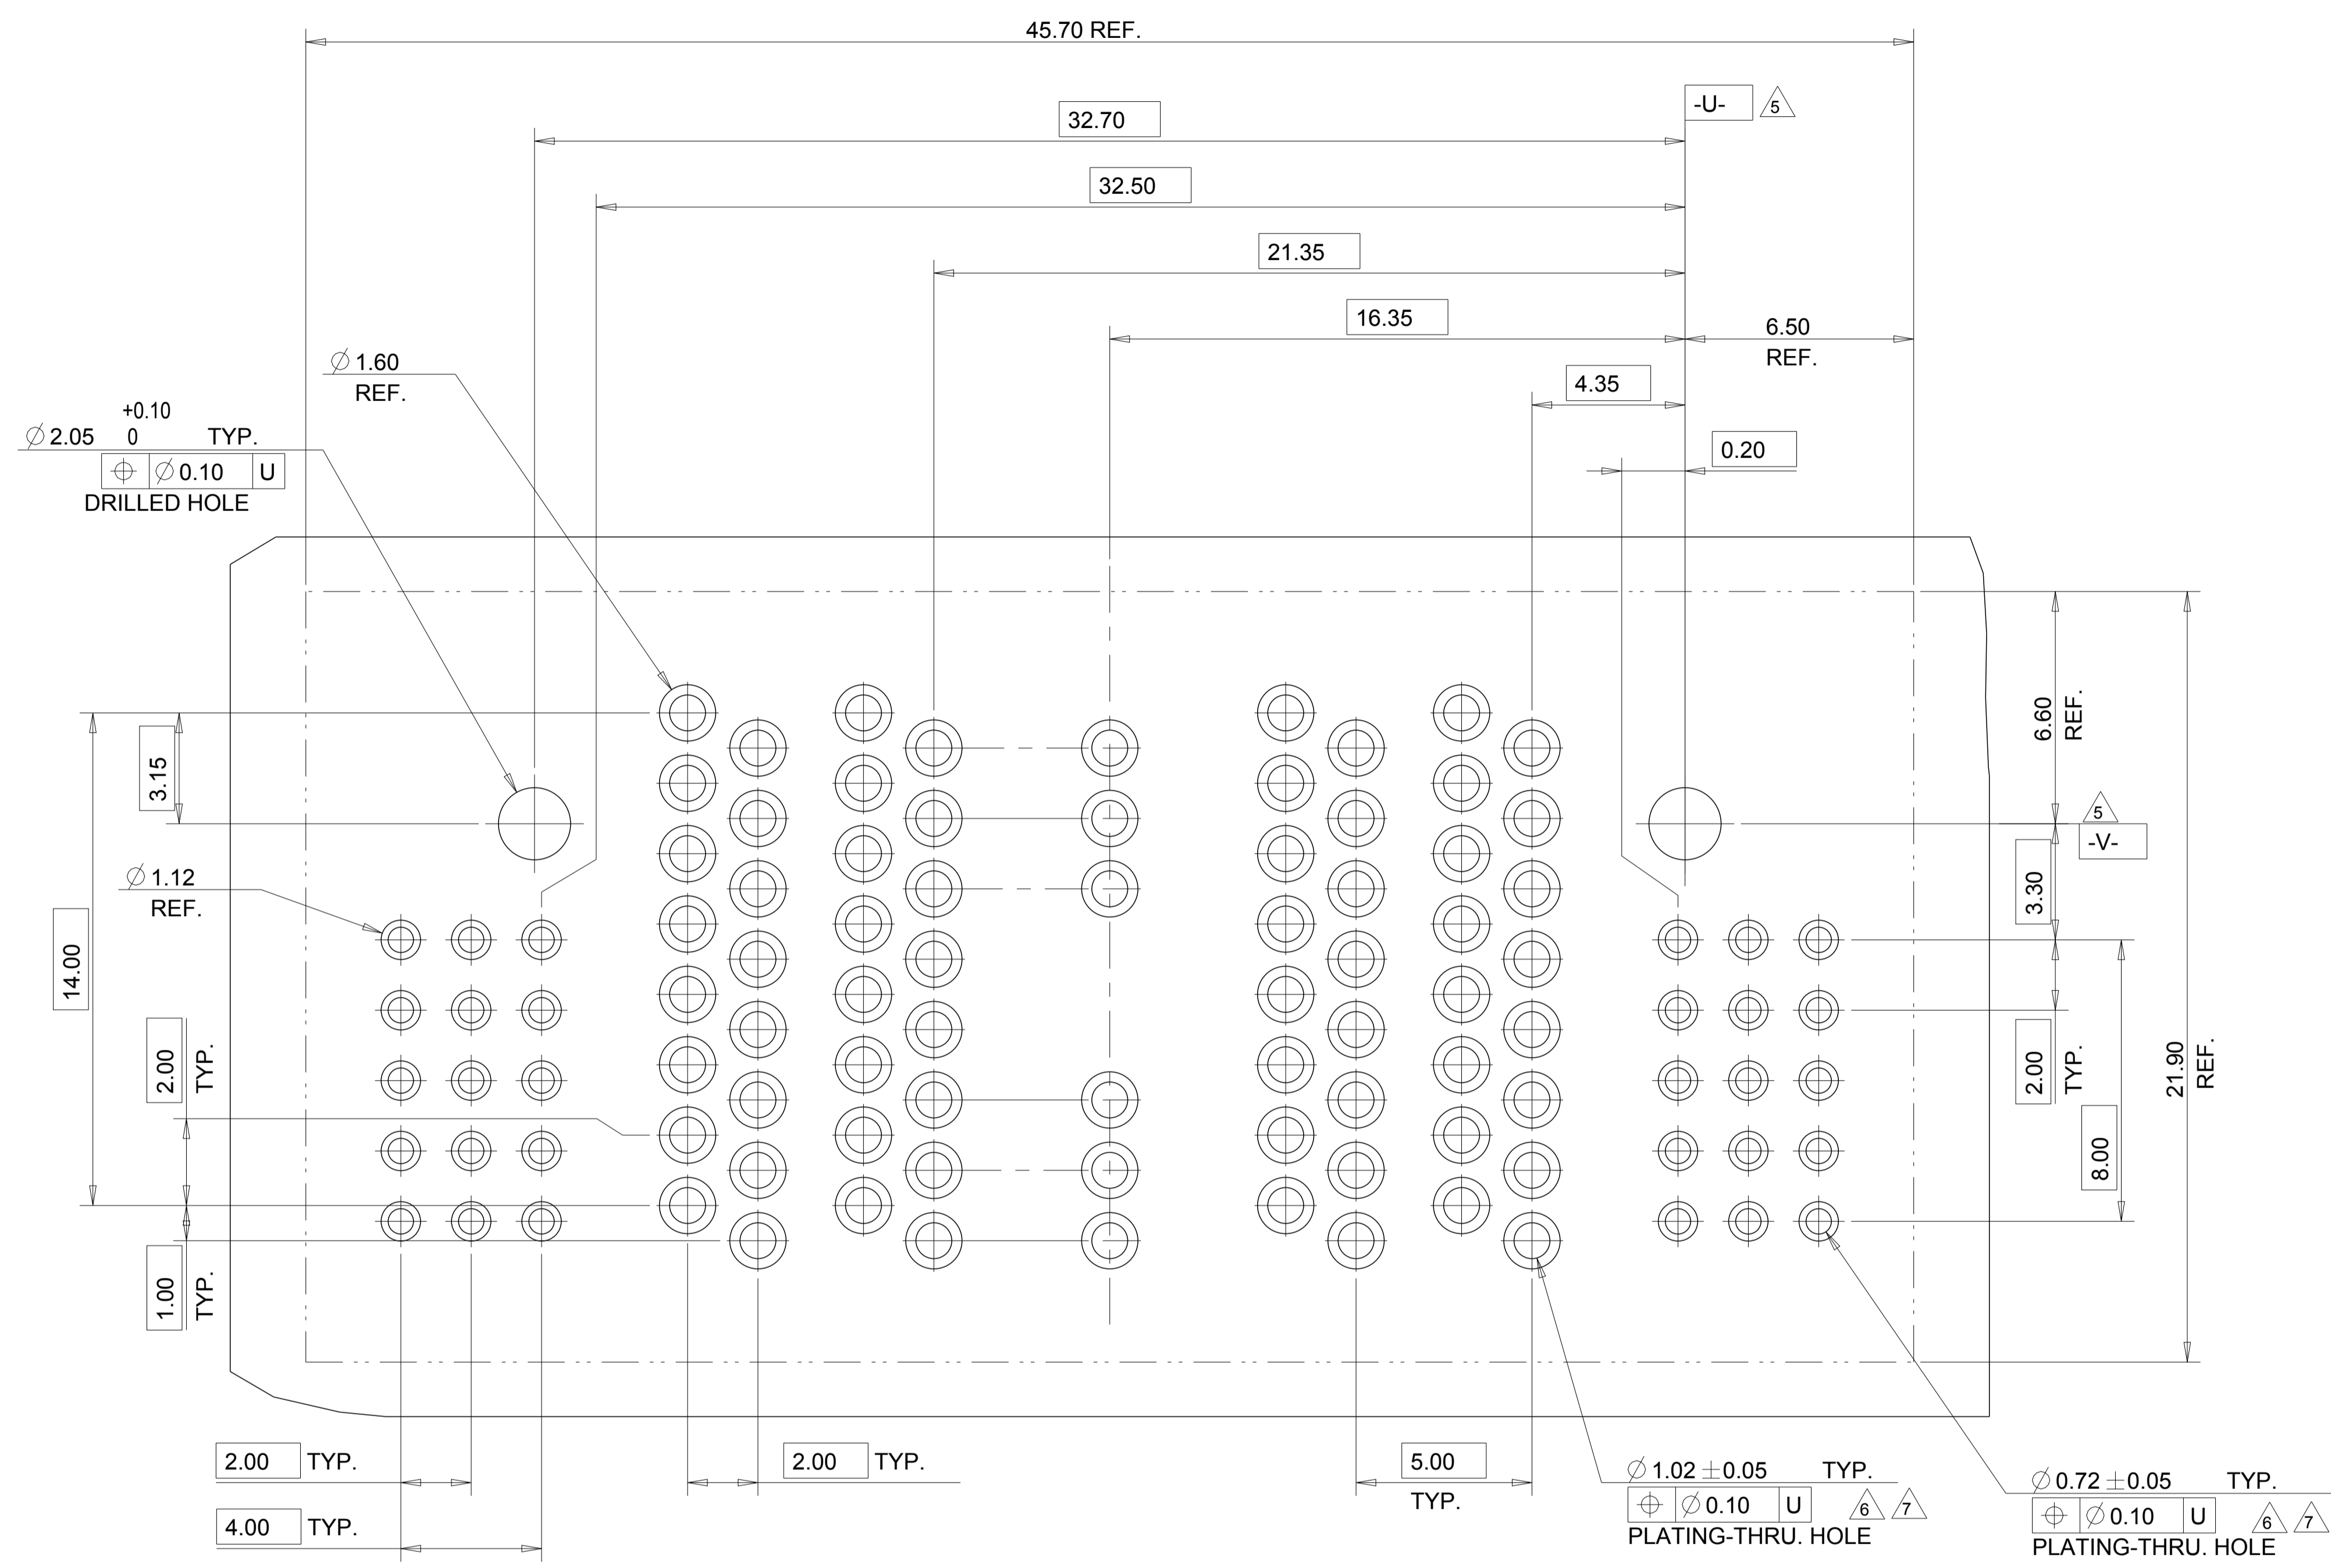 45.70 REF.
-U- 5
32.70
32.50
21.35
16.35
6.50
REF.
∅ 1.60
REF.
4.35
+0.10
∅ 2.05 0 TYP.
⌖ ∅ 0.10 U
DRILLED HOLE
0.20
6.60
REF.
3.15
5
-V-
∅ 1.12
REF.
3.30
14.00
2.00
TYP.
2.00
TYP.
21.90
REF.
8.00
1.00
TYP.
2.00 TYP.
2.00 TYP.
5.00
TYP.
4.00 TYP.
∅ 1.02 ±0.05 TYP.
⌖ ∅ 0.10 U 6 7
PLATING-THRU. HOLE
∅ 0.72 ±0.05 TYP.
⌖ ∅ 0.10 U 6 7
PLATING-THRU. HOLE